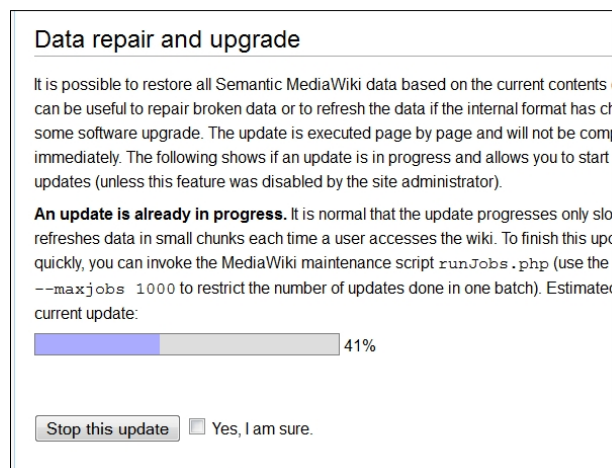 Data repair and upgrade
It is possible to restore all Semantic MediaWiki data based on the current contents
can be useful to repair broken data or to refresh the data if the internal format has
some software upgrade. The update is executed page by page and will not be
immediately. The following shows if an update is in progress and allows you to start
updates (unless this feature was disabled by the site administrator).
An update is already in progress. It is normal that the update progresses only
refreshes data in small chunks each time a user accesses the wiki. To finish this
quickly, you can invoke the MediaWiki maintenance script runJobs.php (use the
--maxjobs 1000 to restrict the number of updates done in one batch). Estimated
current update:
41%
Stop this update Yes, I am sure.